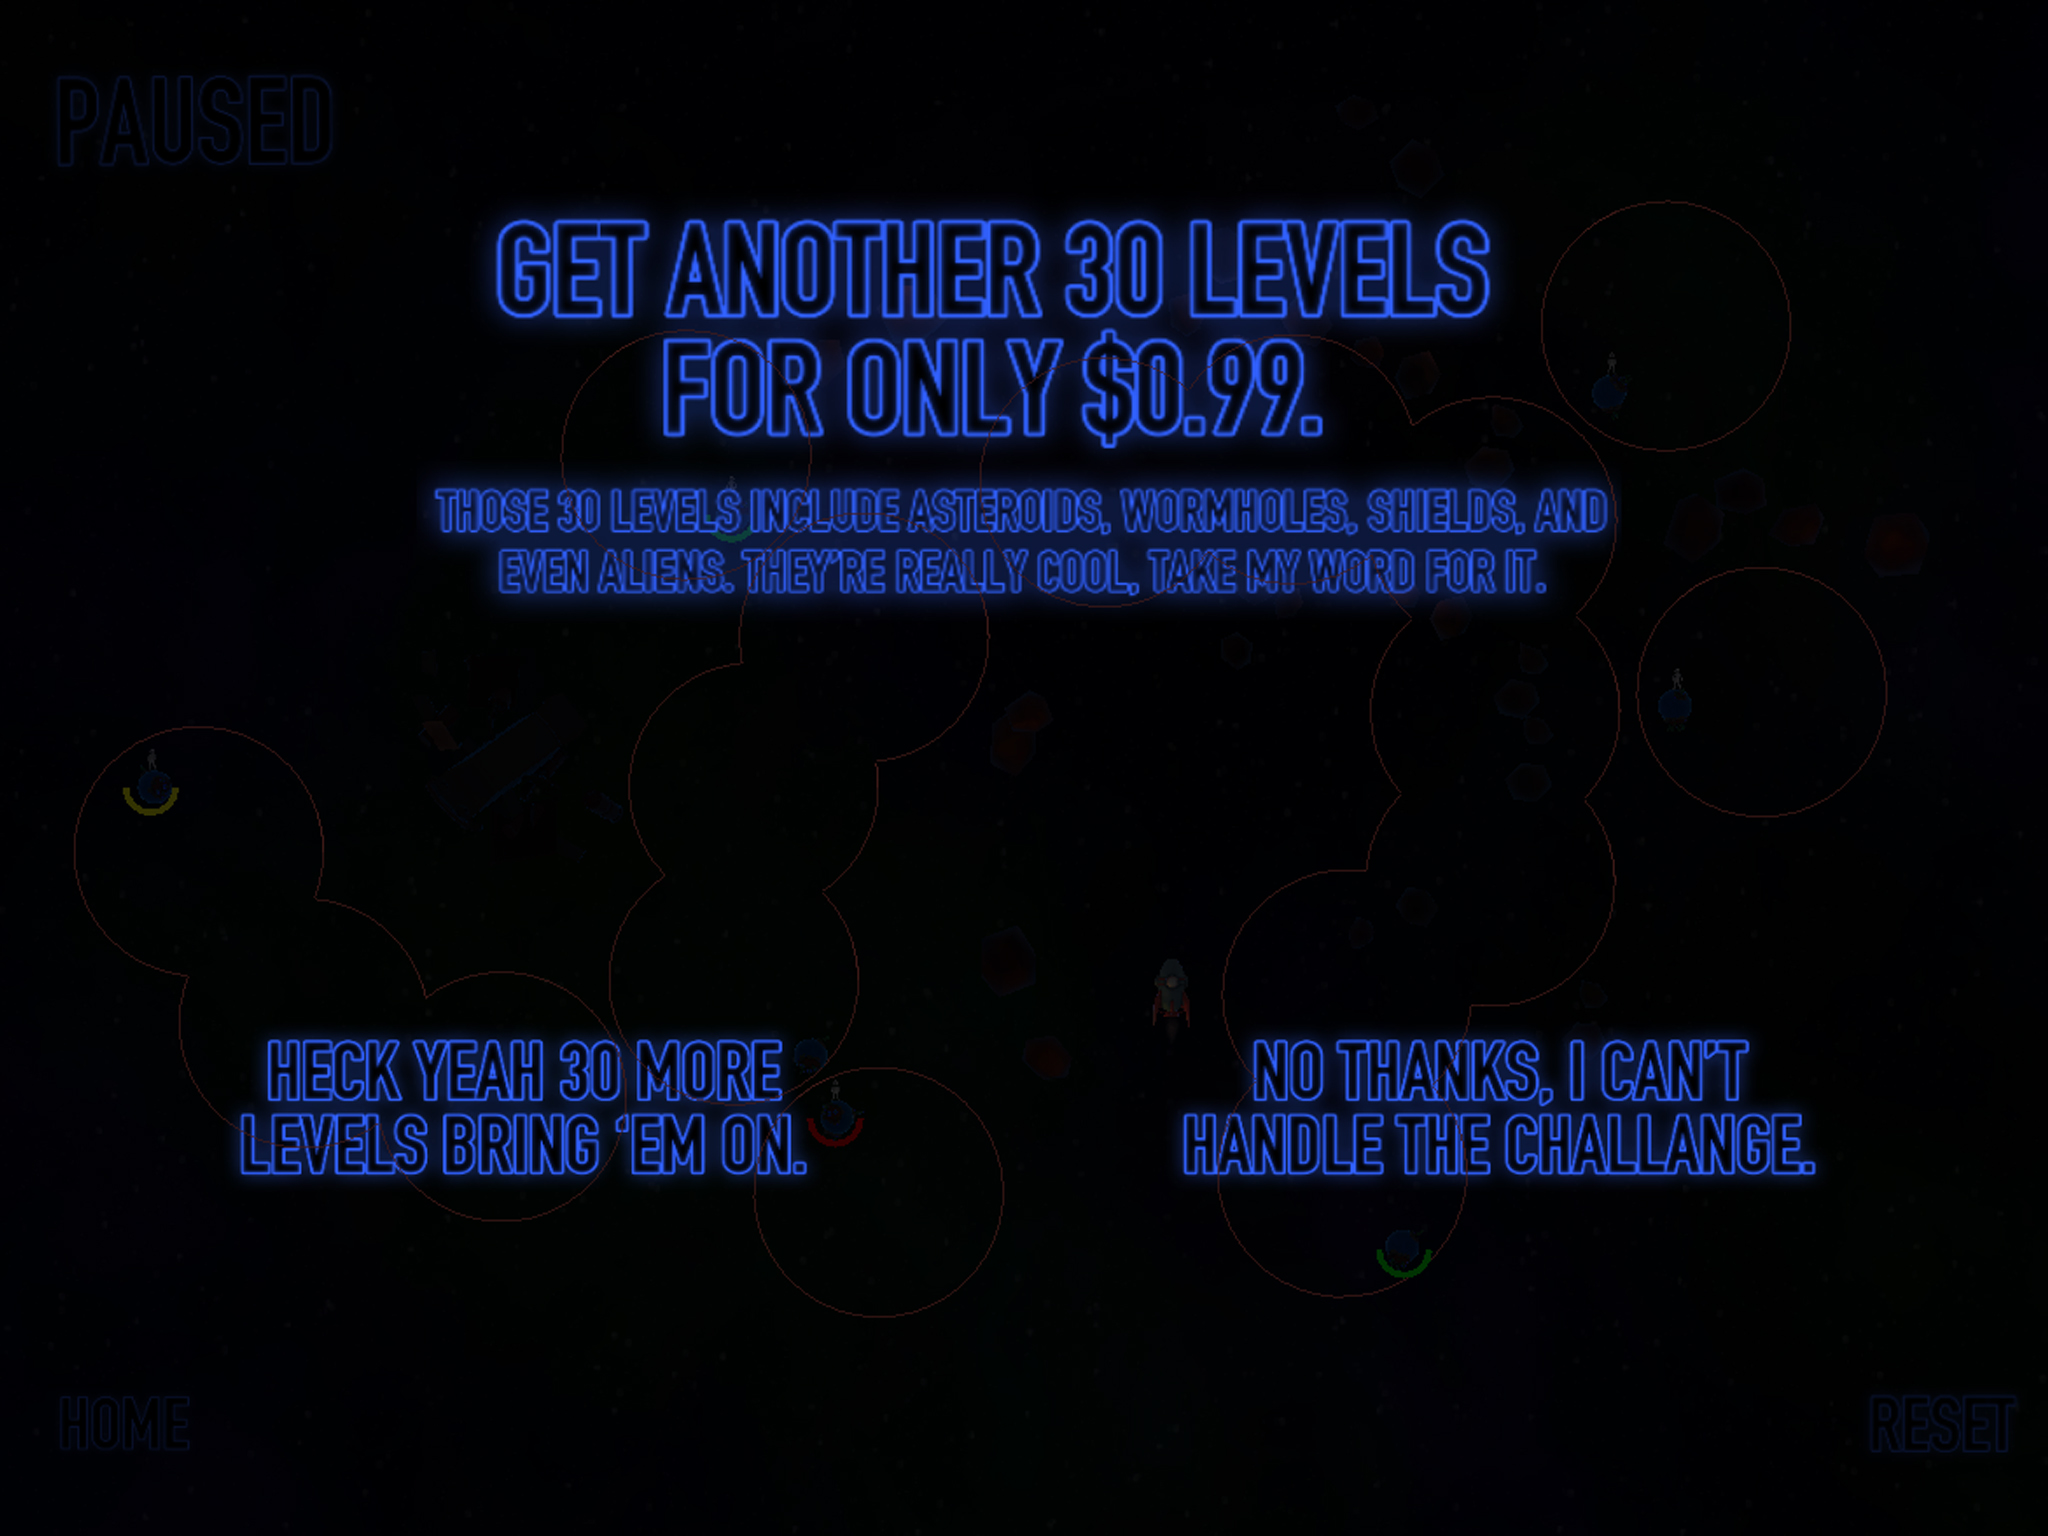 PAUSED
GET ANOTHER 30 LEVELS
FOR ONLY $0.99.
THOSE 30 LEVELS INCLUDE ASTEROIDS, WORMHOLES, SHIELDS, AND
EVEN ALIENS. THEY'RE REALLY COOL, TAKE MY WORD FOR IT.
HECK YEAH 30 MORE
LEVELS BRING ‘EM ON.
NO THANKS, I CAN'T
HANDLE THE CHALLANGE.
HOME
RESET